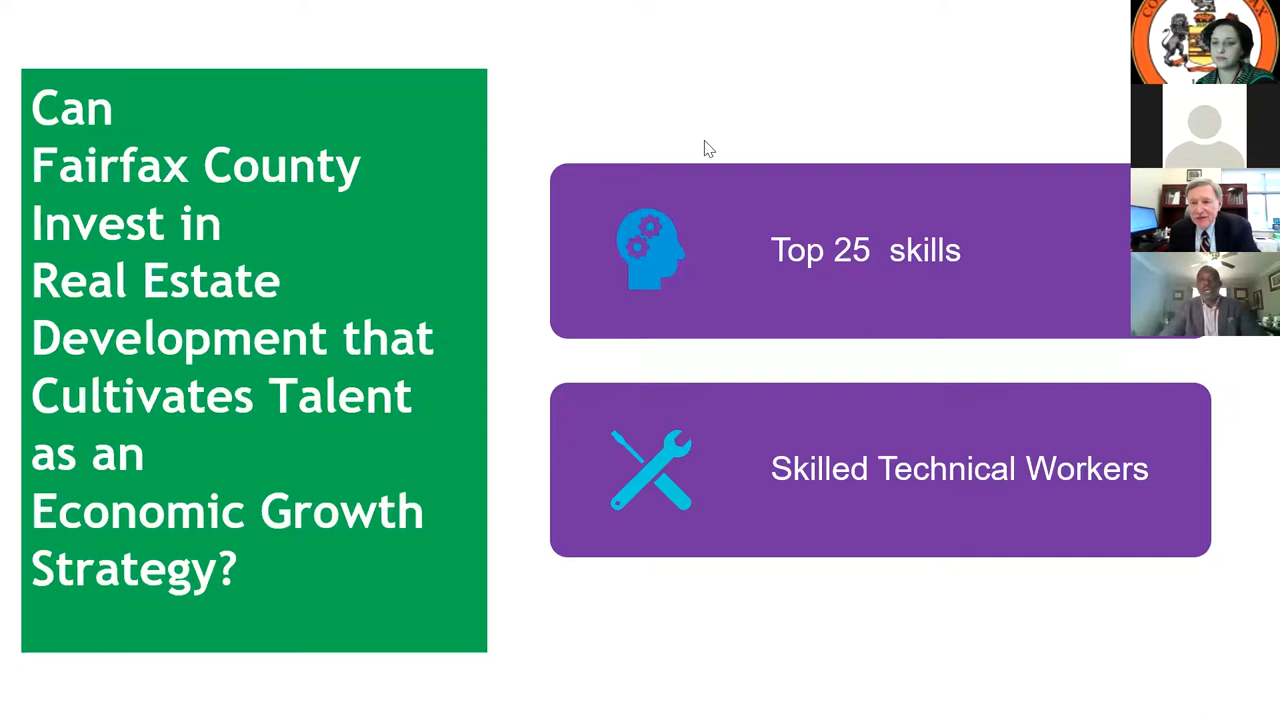 Can
Fairfax County
Invest in
Real Estate
Development that
Cultivates Talent
as an
Economic Growth
Strategy?
Top 25 skills
Skilled Technical Workers